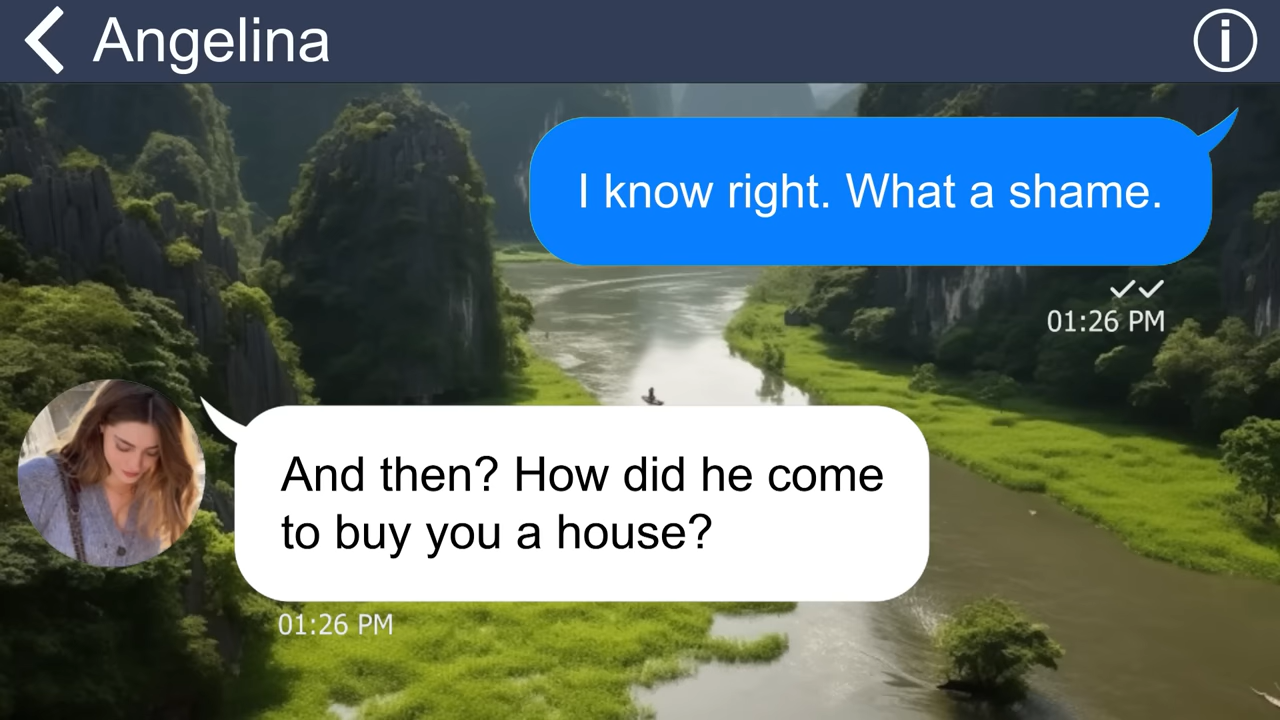 Angelina
I know right. What a shame.
01:26 PM
And then? How did he come
to buy you a house?
01:26 PM